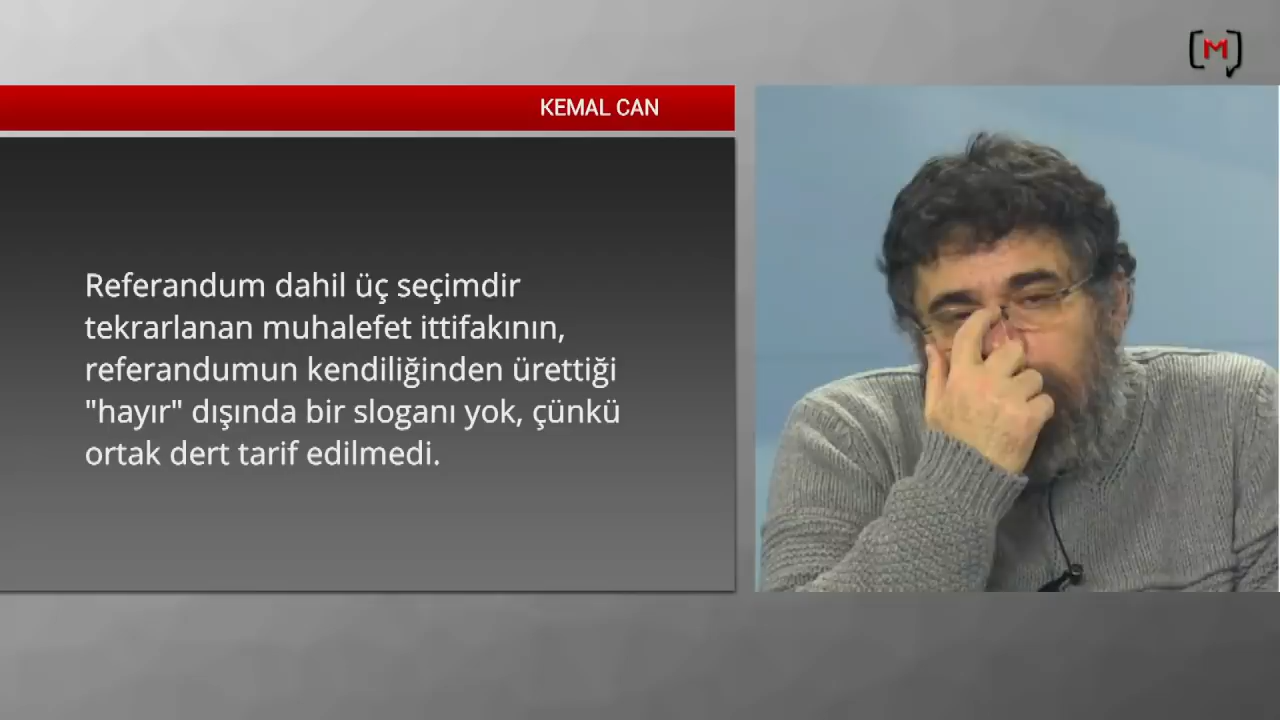 M
KEMAL CAN
Referandum dahil üç seçimdir
tekrarlanan muhalefet ittifakının,
referandumun kendiliğinden ürettiği
"hayır" dışında bir sloganı yok, çünkü
ortak dert tarif edilmedi.